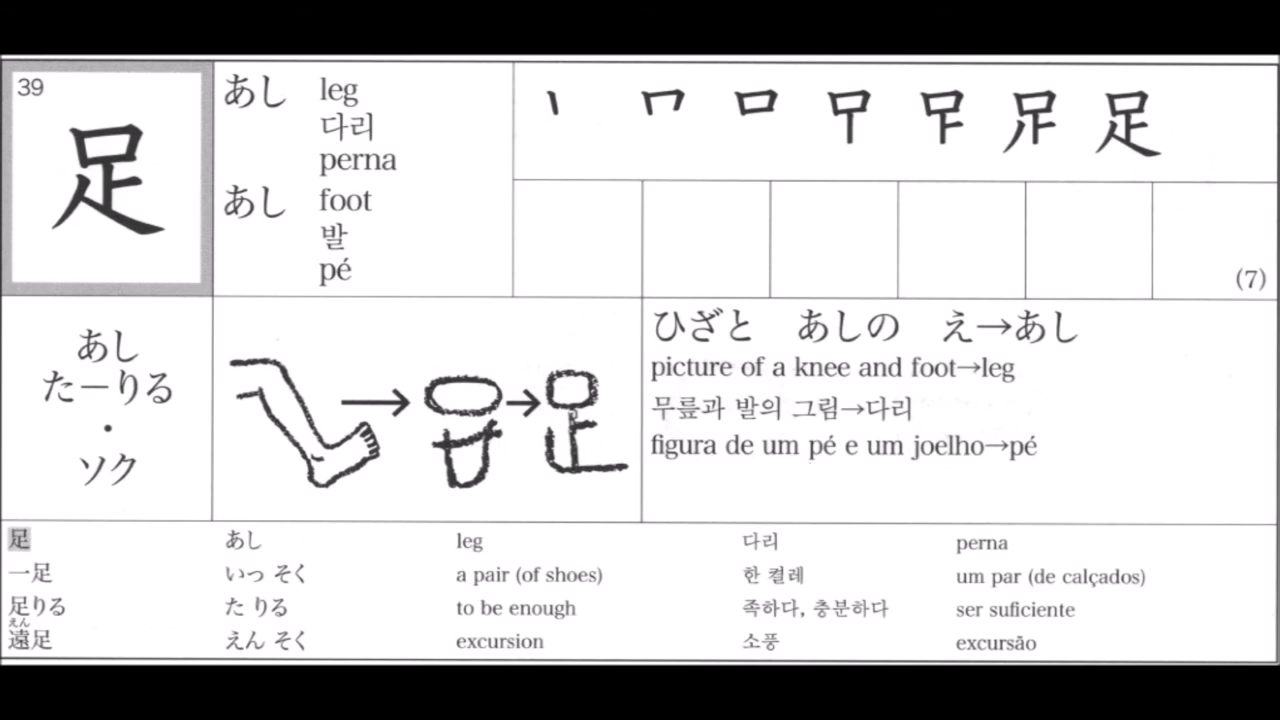 39
足
あし leg
다리
perna
あし foot
발
pé
(7)
あし
た－りる
・
ソク
ひざと　あしの　え→あし
picture of a knee and foot→leg
무릎과 발의 그림→다리
figura de um pé e um joelho→pé
足 あし leg 다리 perna
一足 いっ そく a pair (of shoes) 한 켤레 um par (de calçados)
足りる た りる to be enough 족하다, 충분하다 ser suficiente
えん
遠足 えん そく excursion 소풍 excursão